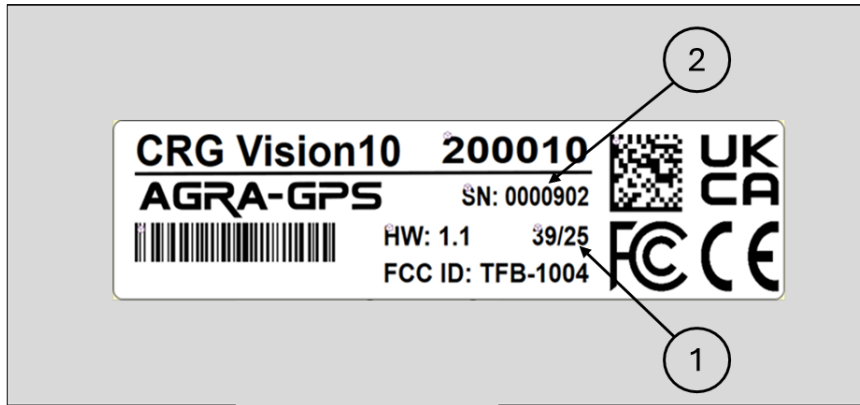 2
CRG Vision10 200010
AGRA-GPS SN: 0000902
HW: 1.1 39/25
FCC ID: TFB-1004
UK
CA
FC CE
1